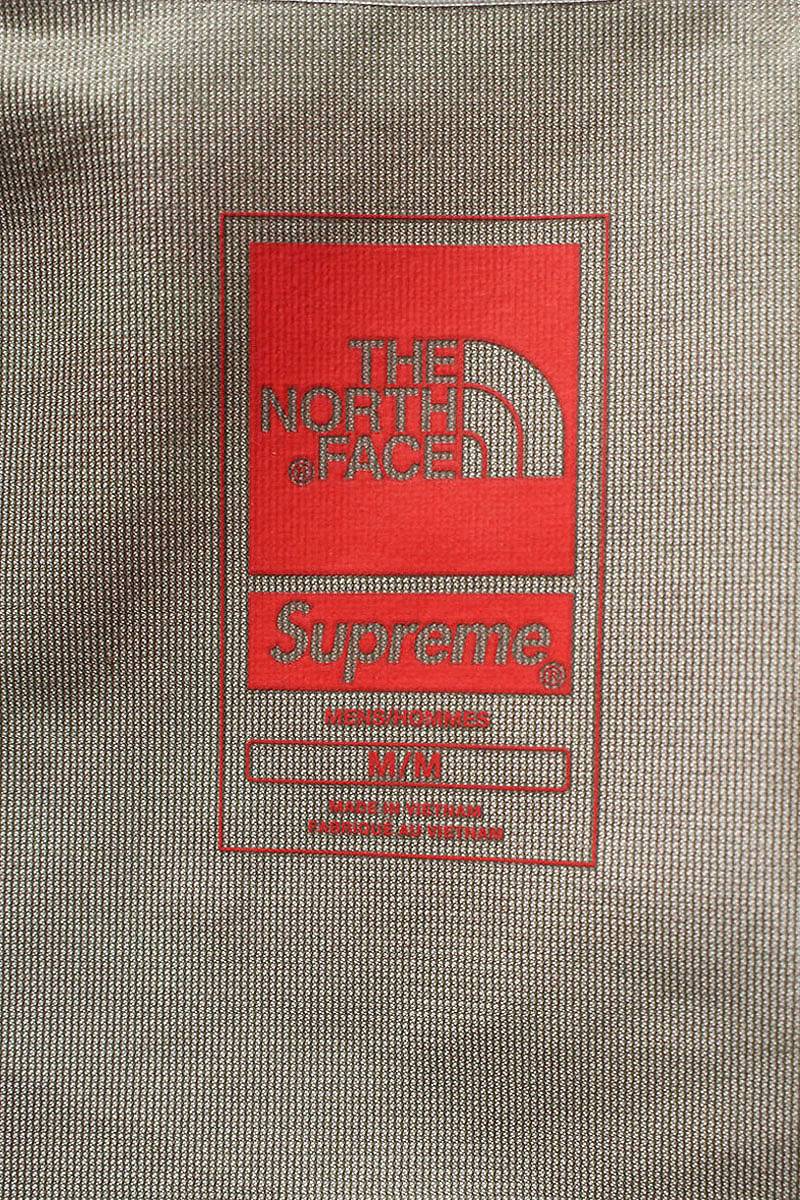 THE
NORTH
®FACE
Supreme®
MENS/HOMMES
M/M
MADE IN VIETNAM
FABRIQUÉ AU VIETNAM